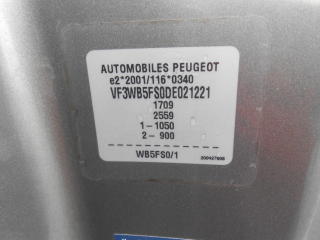 AUTOMOBILES PEUGEOT
e2*2001/116*0340
VF3WB5FS0DE021221
1709
2559
1-1050
2-900
WB5FS0/1